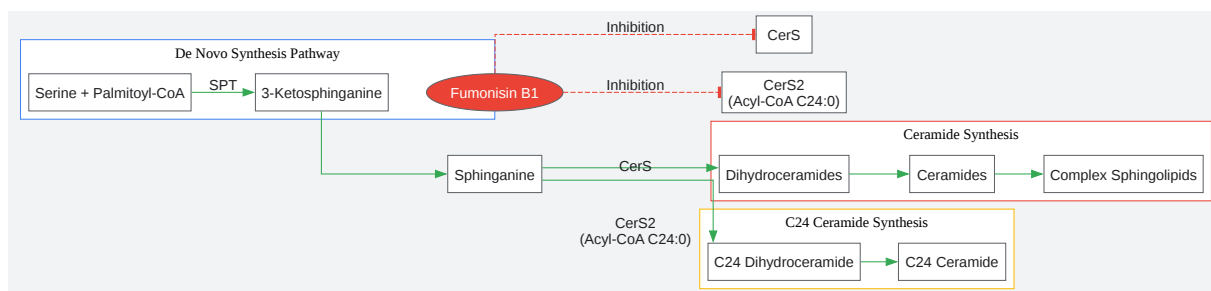 Inhibition
CerS
De Novo Synthesis Pathway
Serine + Palmitoyl-CoA
SPT
3-Ketosphinganine
Fumonisin B1
Inhibition
CerS2
(Acyl-CoA C24:0)
Ceramide Synthesis
Sphinganine
CerS
Dihydroceramides
Ceramides
Complex Sphingolipids
CerS2
(Acyl-CoA C24:0)
C24 Ceramide Synthesis
C24 Dihydroceramide
C24 Ceramide